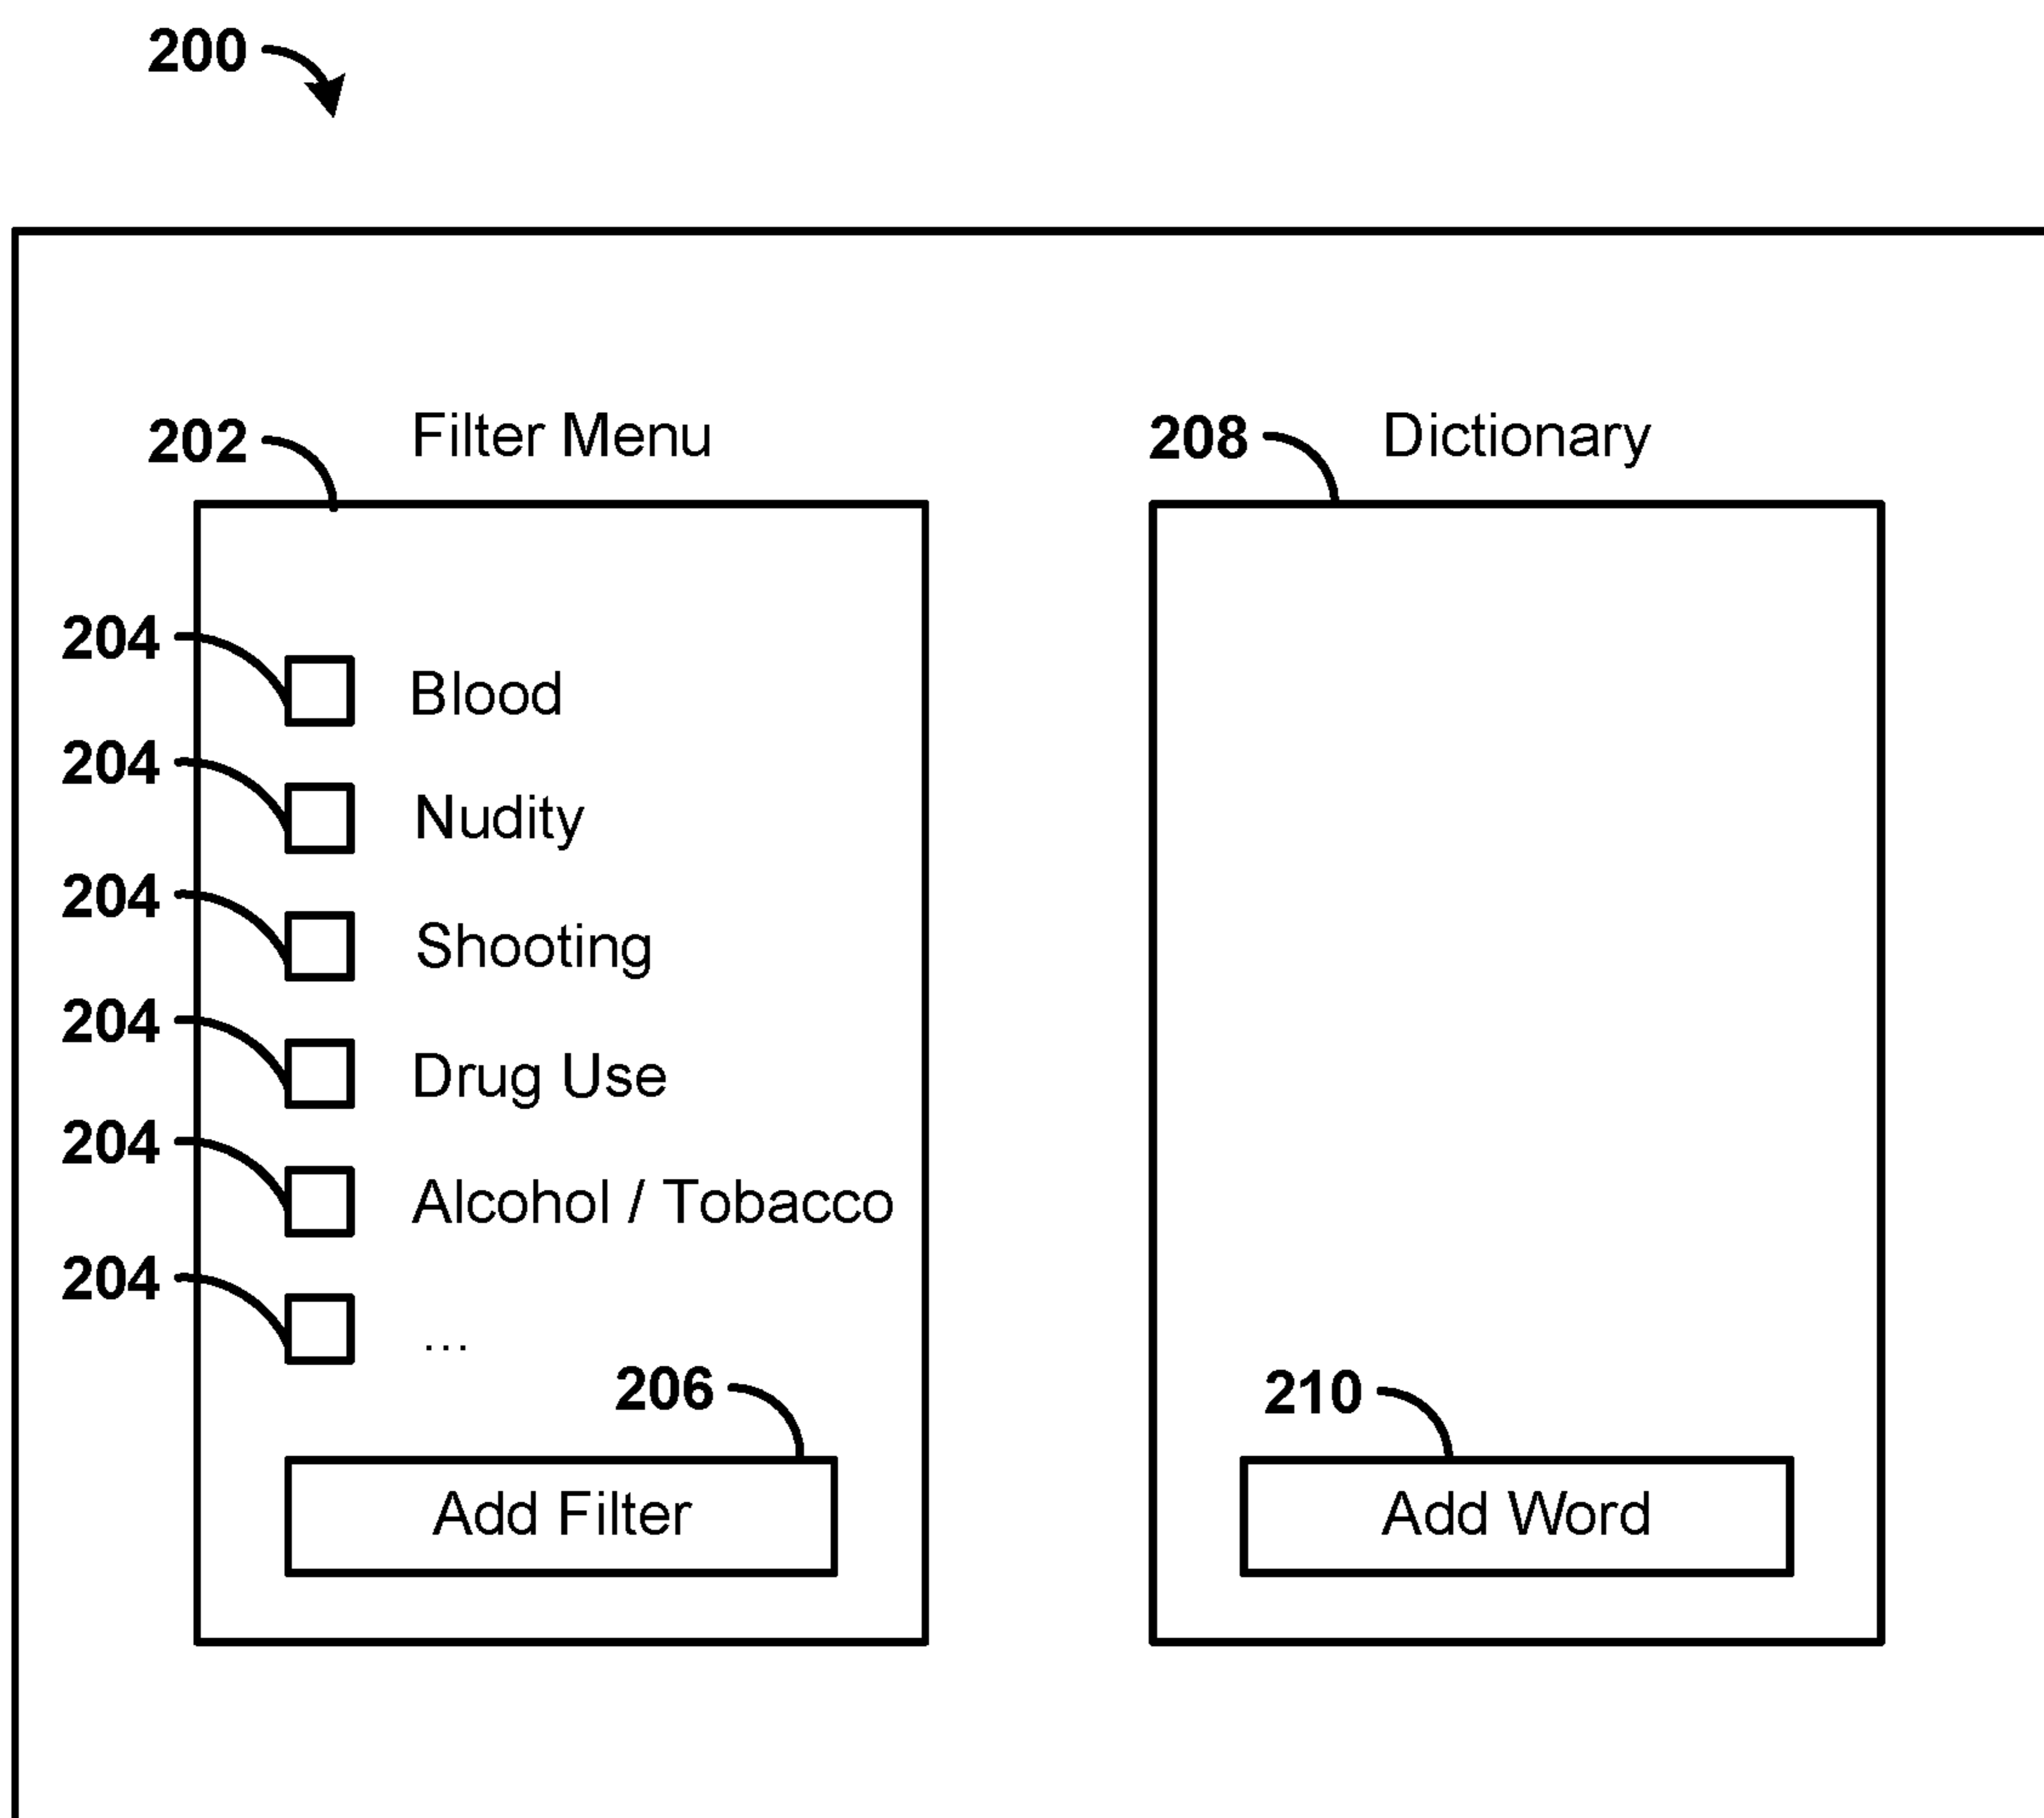 200
202 Filter Menu
208 Dictionary
204
Blood
204
Nudity
204
Shooting
204
Drug Use
204
Alcohol / Tobacco
204
...
206
Add Filter
210
Add Word